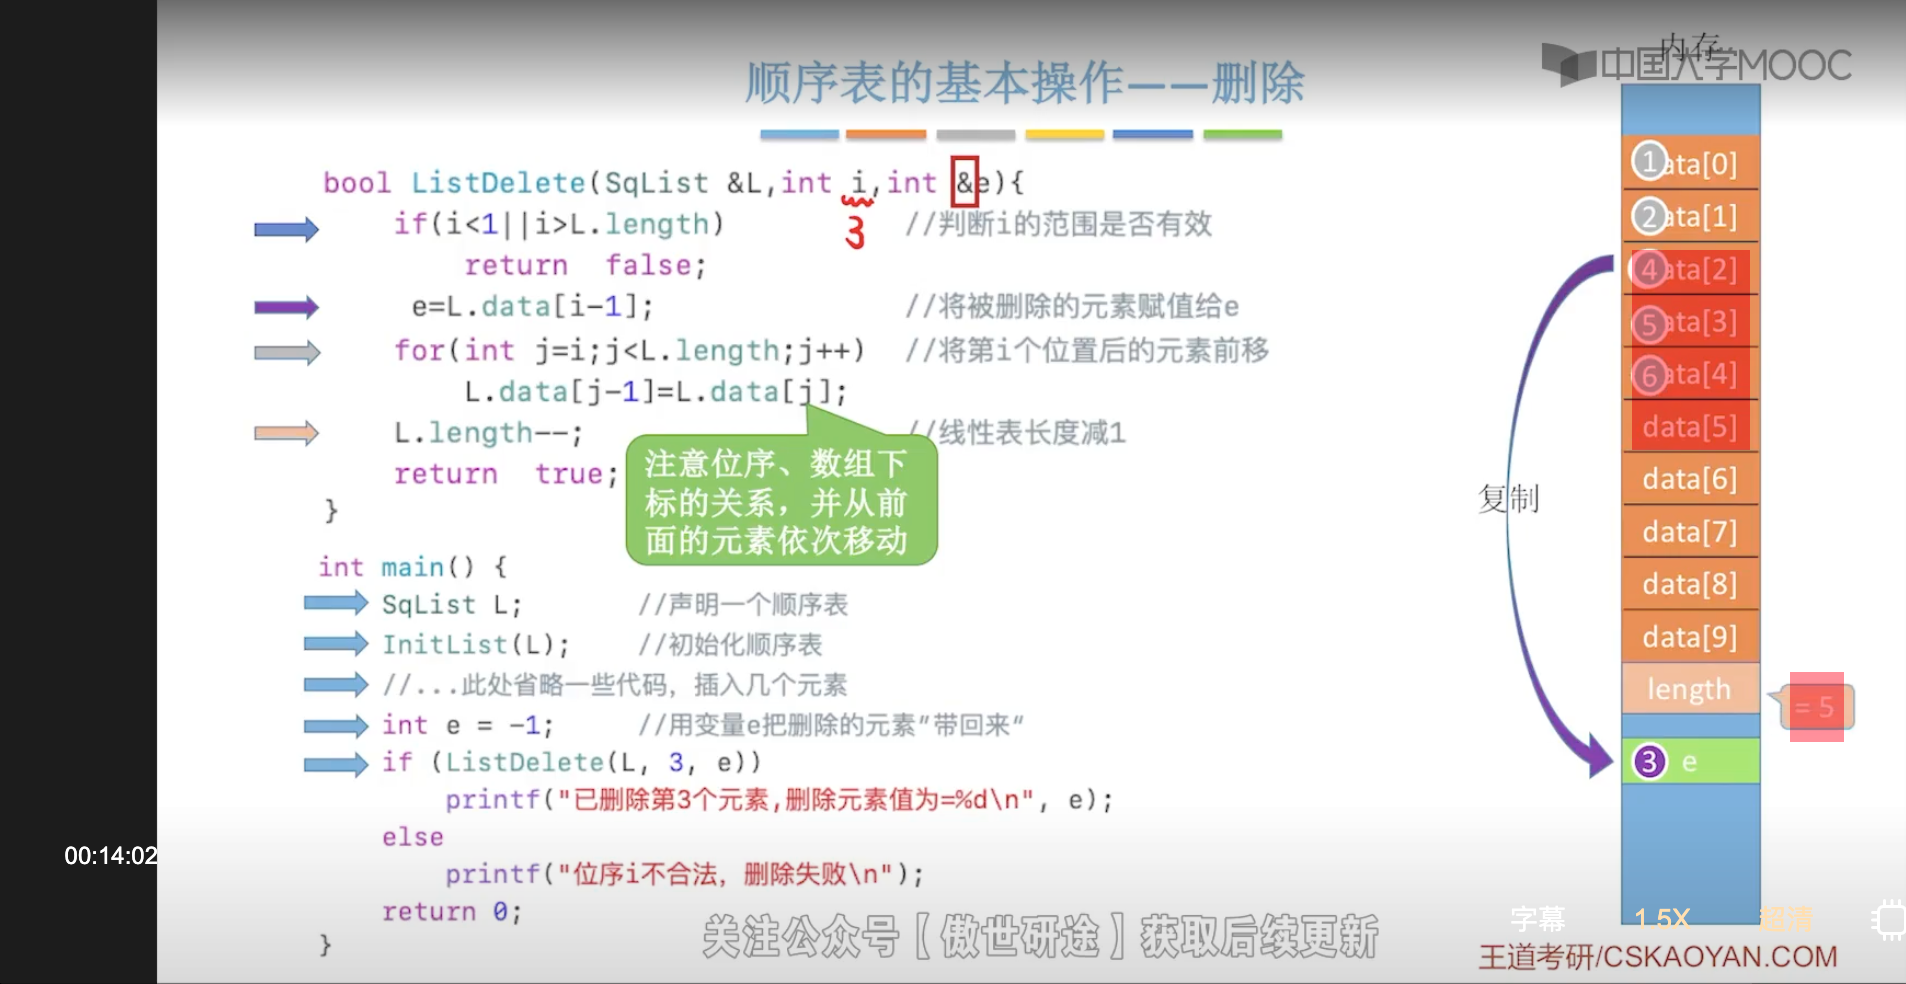 内存
中国大学MOOC
顺序表的基本操作——删除
bool ListDelete(SqList &L,int i,int &e){
3
if(i<1||i>L.length) //判断i的范围是否有效
return false;
e=L.data[i-1]; //将被删除的元素赋值给e
for(int j=i;j<L.length;j++) //将第i个位置后的元素前移
L.data[j-1]=L.data[j];
L.length--; //线性表长度减1
return true;
}
注意位序、数组下
标的关系，并从前
面的元素依次移动
int main() {
SqList L; //声明一个顺序表
InitList(L); //初始化顺序表
//...此处省略一些代码，插入几个元素
int e = -1; //用变量e把删除的元素"带回来"
if (ListDelete(L, 3, e))
printf("已删除第3个元素,删除元素值为=%d\n", e);
else
printf("位序i不合法，删除失败\n");
return 0;
}
1 ata[0]
2 ata[1]
4 ata[2]
5 ata[3]
6 ata[4]
data[5]
data[6]
data[7]
data[8]
data[9]
length
= 5
3 e
复制
00:14:02
关注公众号【傲世研途】获取后续更新
字幕 1.5X 超清
王道考研/CSKAOYAN.COM